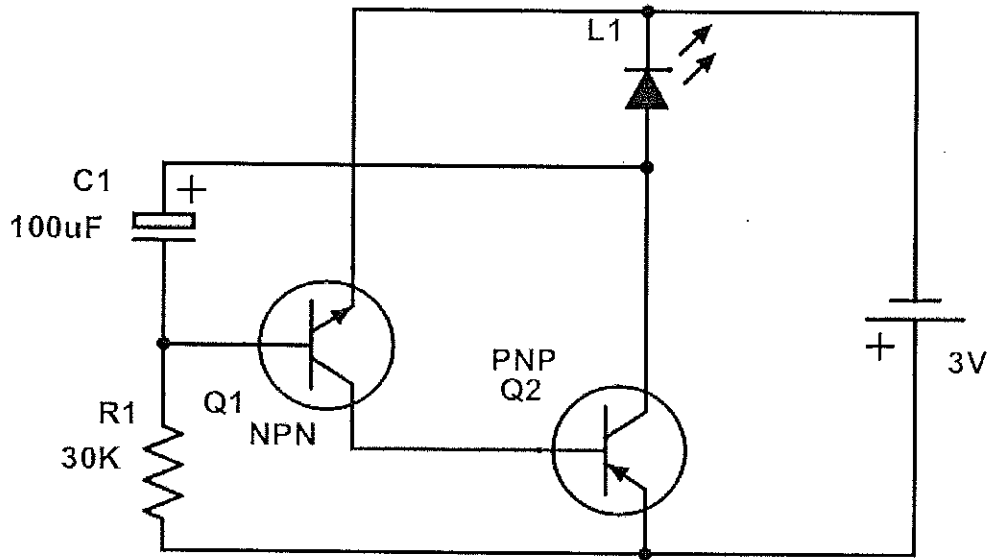 L1
C1
+
100uF
PNP
Q2
+
3V
R1
Q1
30K
NPN